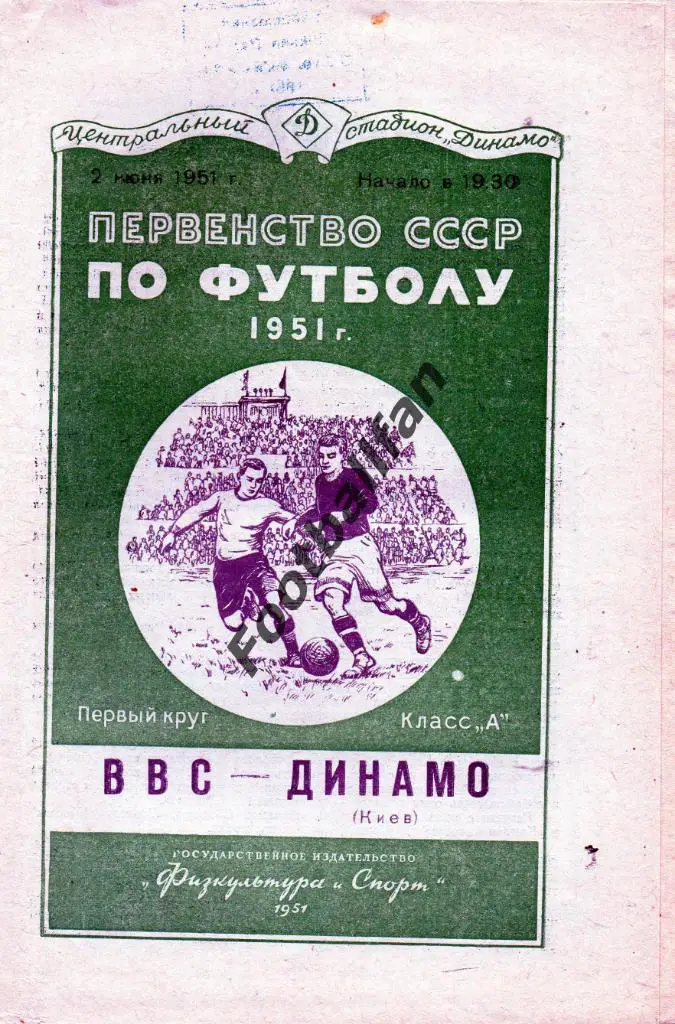 Центральный стадион „Динамо"
2 июня 1951 г. Начало в 19.30
ПЕРВЕНСТВО СССР
ПО ФУТБОЛУ
1951 г.
Footballfan
Первый круг Класс „А"
ВВС — ДИНАМО
(Киев)
ГОСУДАРСТВЕННОЕ ИЗДАТЕЛЬСТВО
„Физкультура и Спорт"
1951